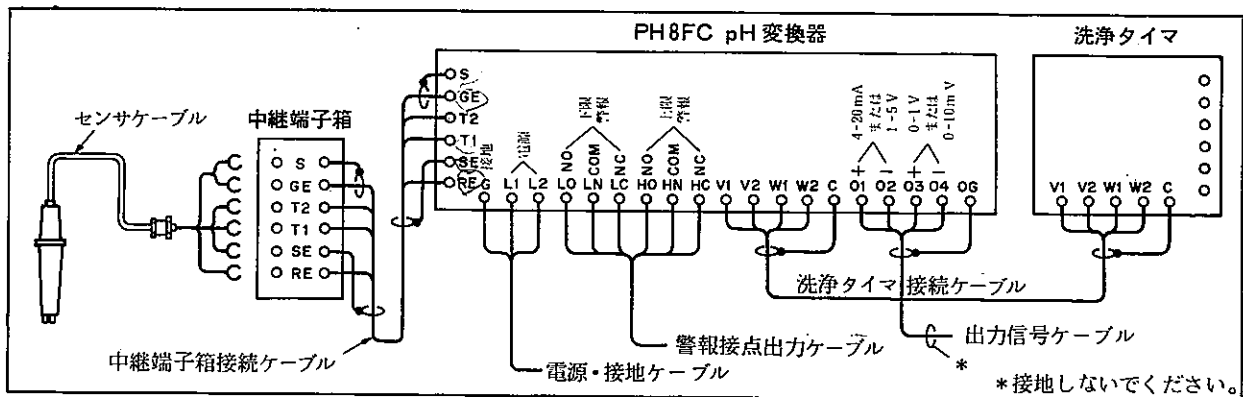 PH8FC pH 変換器
洗浄タイマ
センサケーブル
中継端子箱
S
GE
T2
T1
SE
RE
S
GE
T2
T1
SE
RE
接地
電源
下限警報
上限警報
4-20mA
または
1-5V
0-1V
または
0-10mV
NO COM NC NO COM NC
+ − + −
G L1 L2 LO LN LC HO HN HC V1 V2 W1 W2 C O1 O2 O3 O4 OG
V1 V2 W1 W2 C
洗浄タイマ接続ケーブル
出力信号ケーブル
*
警報接点出力ケーブル
中継端子箱接続ケーブル
電源・接地ケーブル
*接地しないでください。